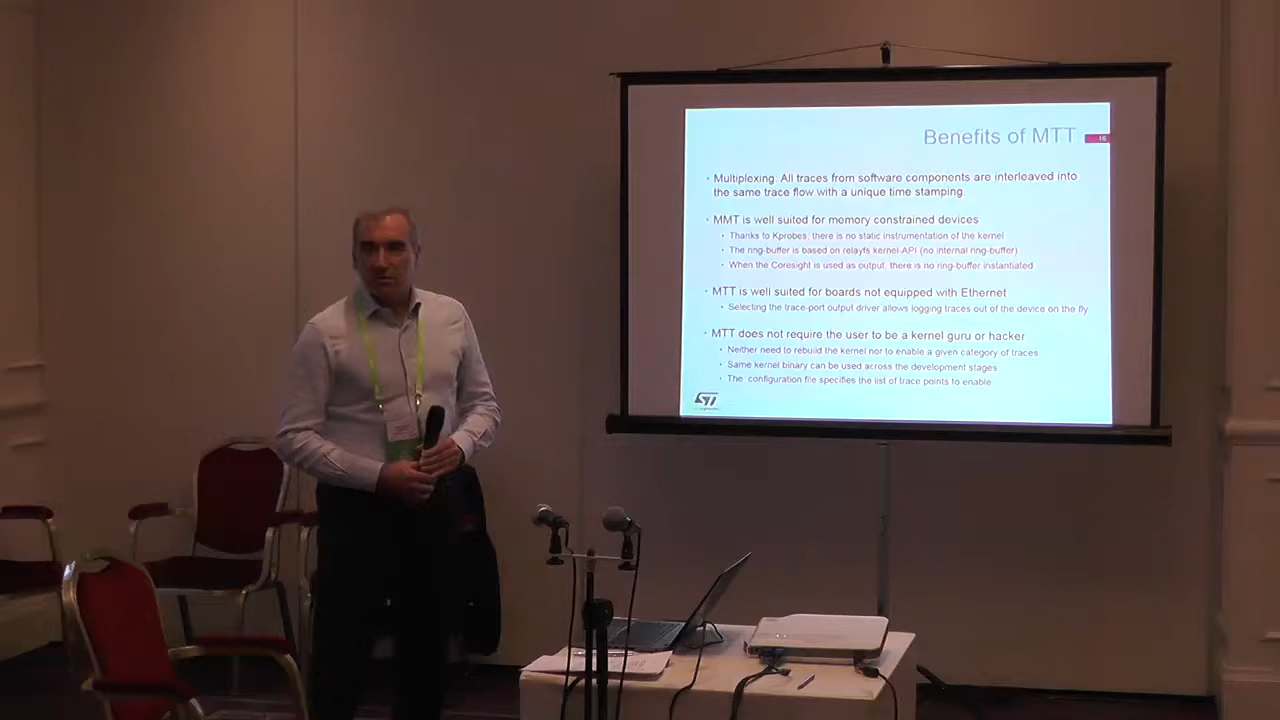 Benefits of MTT
16
Multiplexing: All traces from software components are interleaved into
the same trace flow with a unique time stamping.
MMT is well suited for memory constrained devices
Thanks to Kprobes, there is no static instrumentation of the kernel
The ring-buffer is based on relayfs kernel-API (no internal ring-buffer)
When the Coresight is used as output, there is no ring-buffer instantiated
MTT is well suited for boards not equipped with Ethernet
Selecting the trace-port output driver allows logging traces out of the device on the fly
MTT does not require the user to be a kernel guru or hacker
Neither need to rebuild the kernel nor to enable a given category of traces
Same kernel binary can be used across the development stages
The configuration file specifies the list of trace points to enable
ST